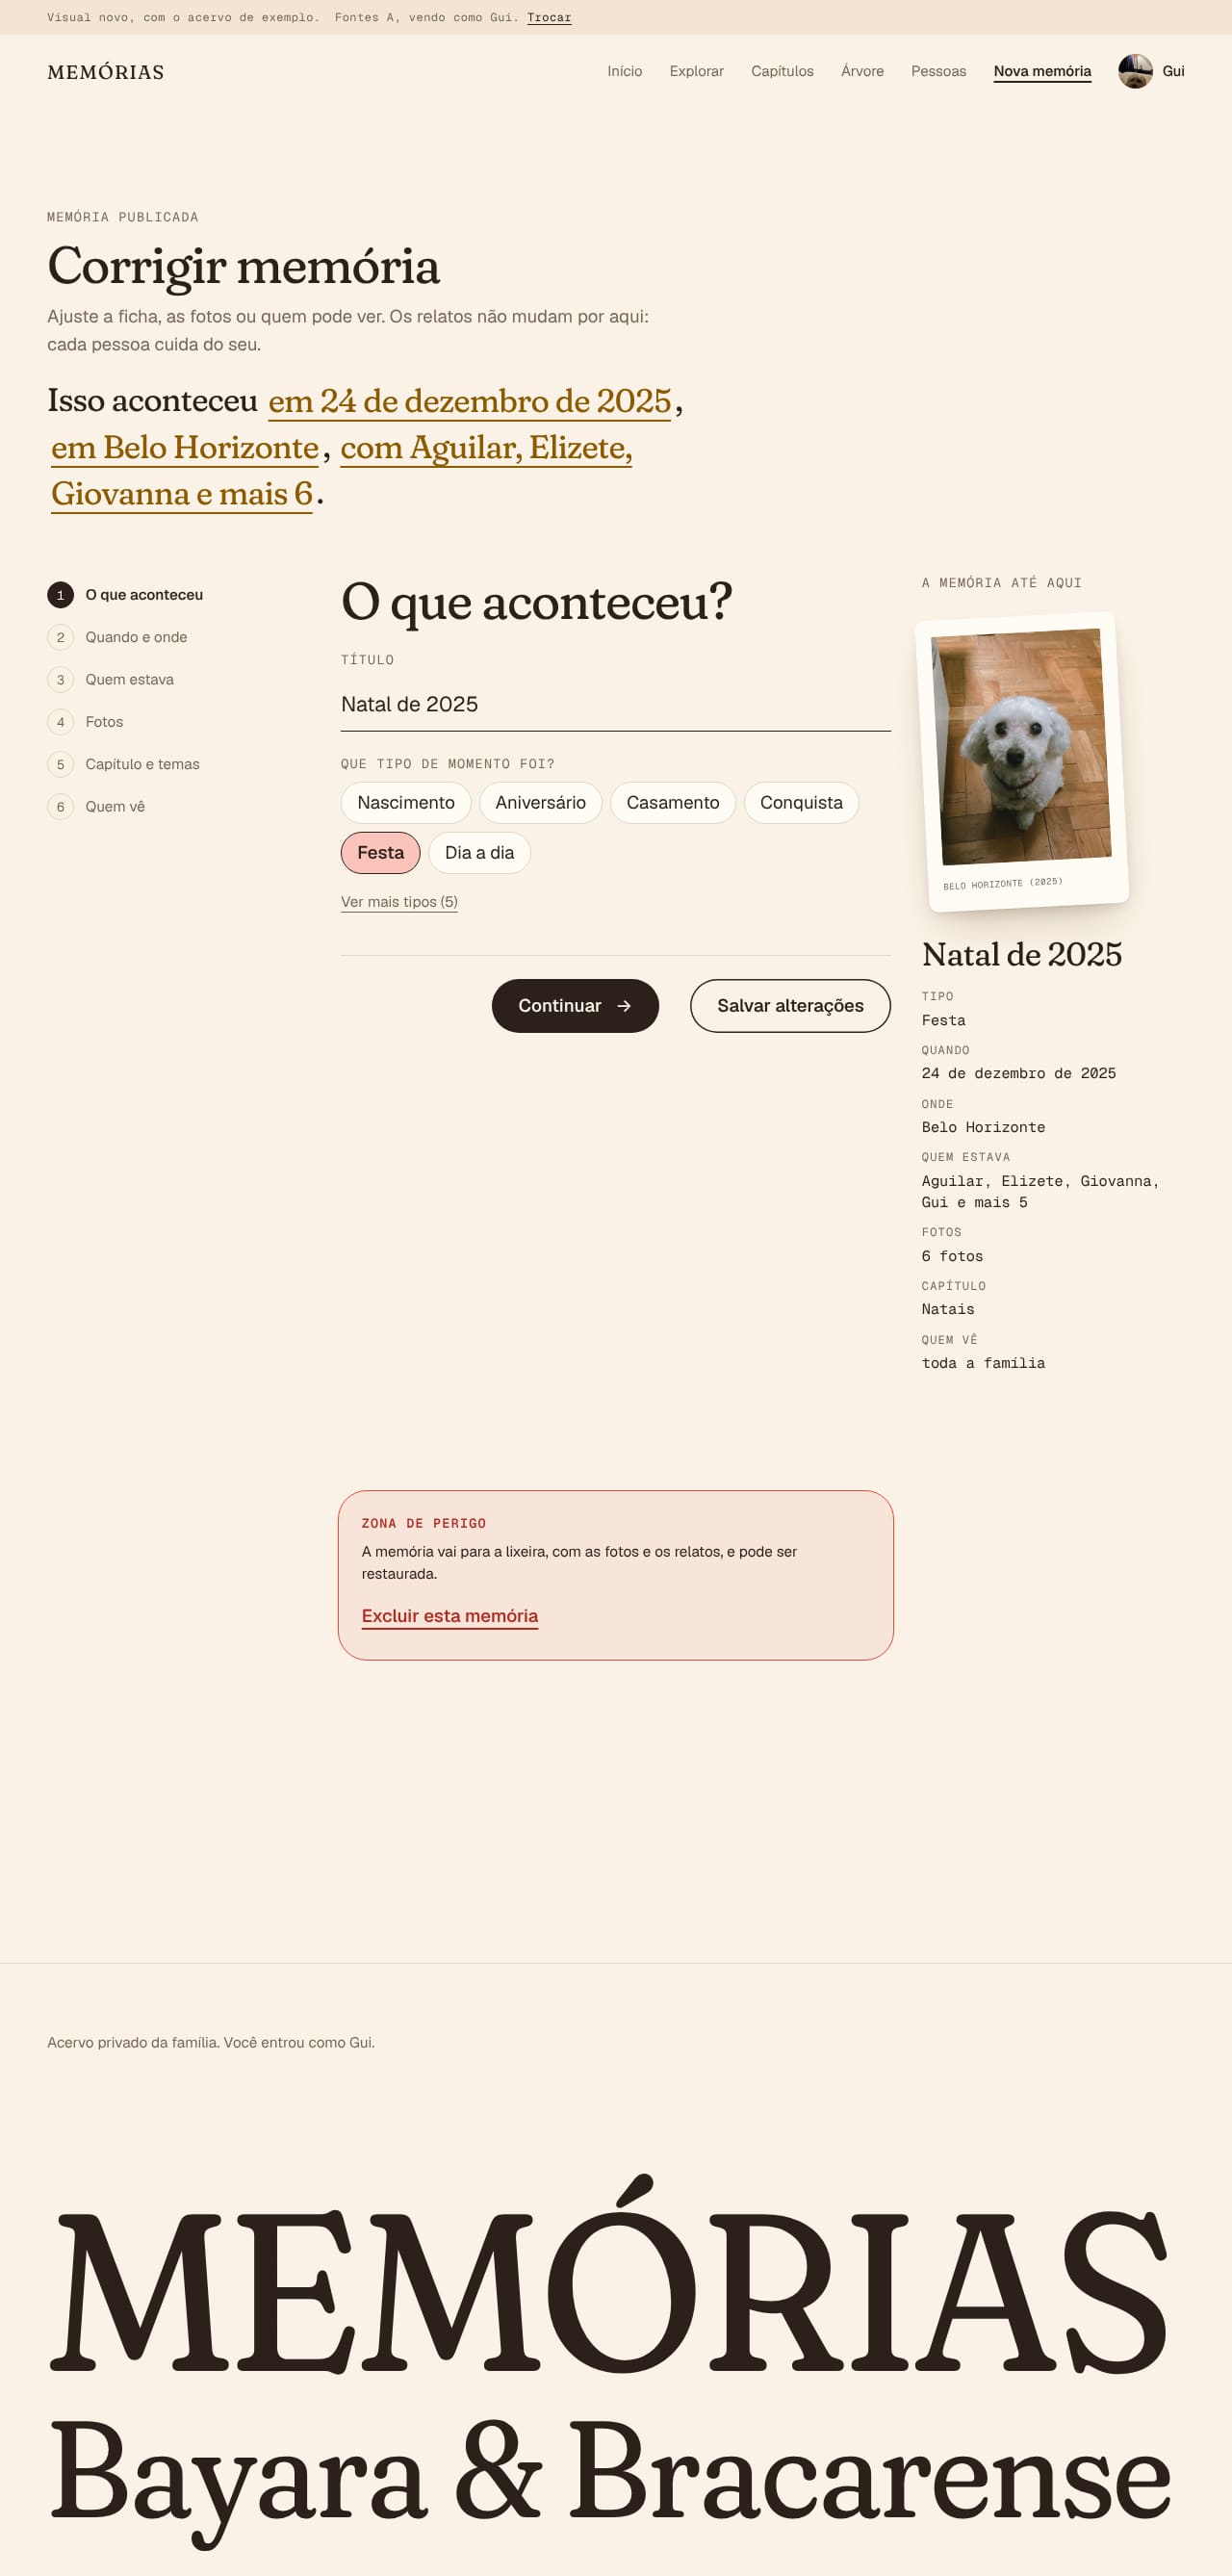 Visual novo, com o acervo de exemplo. Fontes A, vendo como Gui. Trocar
MEMÓRIAS
Início Explorar Capítulos Árvore Pessoas Nova memória Gui
MEMÓRIA PUBLICADA
Corrigir memória
Ajuste a ficha, as fotos ou quem pode ver. Os relatos não mudam por aqui:
cada pessoa cuida do seu.
Isso aconteceu em 24 de dezembro de 2025,
em Belo Horizonte, com Aguilar, Elizete,
Giovanna e mais 6.
1 O que aconteceu
2 Quando e onde
3 Quem estava
4 Fotos
5 Capítulo e temas
6 Quem vê
O que aconteceu?
TÍTULO
Natal de 2025
QUE TIPO DE MOMENTO FOI?
Nascimento Aniversário Casamento Conquista
Festa Dia a dia
Ver mais tipos (5)
Continuar → Salvar alterações
A MEMÓRIA ATÉ AQUI
BELO HORIZONTE (2025)
Natal de 2025
TIPO
Festa
QUANDO
24 de dezembro de 2025
ONDE
Belo Horizonte
QUEM ESTAVA
Aguilar, Elizete, Giovanna,
Gui e mais 5
FOTOS
6 fotos
CAPÍTULO
Natais
QUEM VÊ
toda a família
ZONA DE PERIGO
A memória vai para a lixeira, com as fotos e os relatos, e pode ser
restaurada.
Excluir esta memória
Acervo privado da família. Você entrou como Gui.
MEMÓRIAS
Bayara & Bracarense